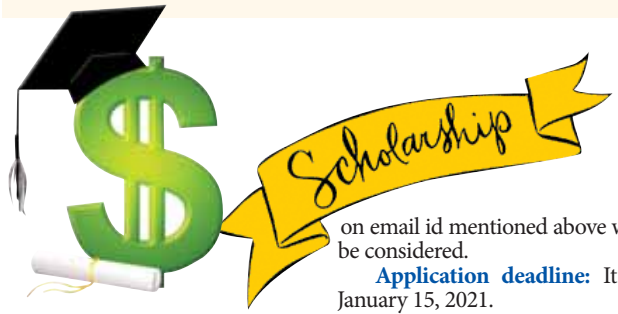 Scholarship
on email id mentioned above w
be considered.
Application deadline: It
January 15, 2021.